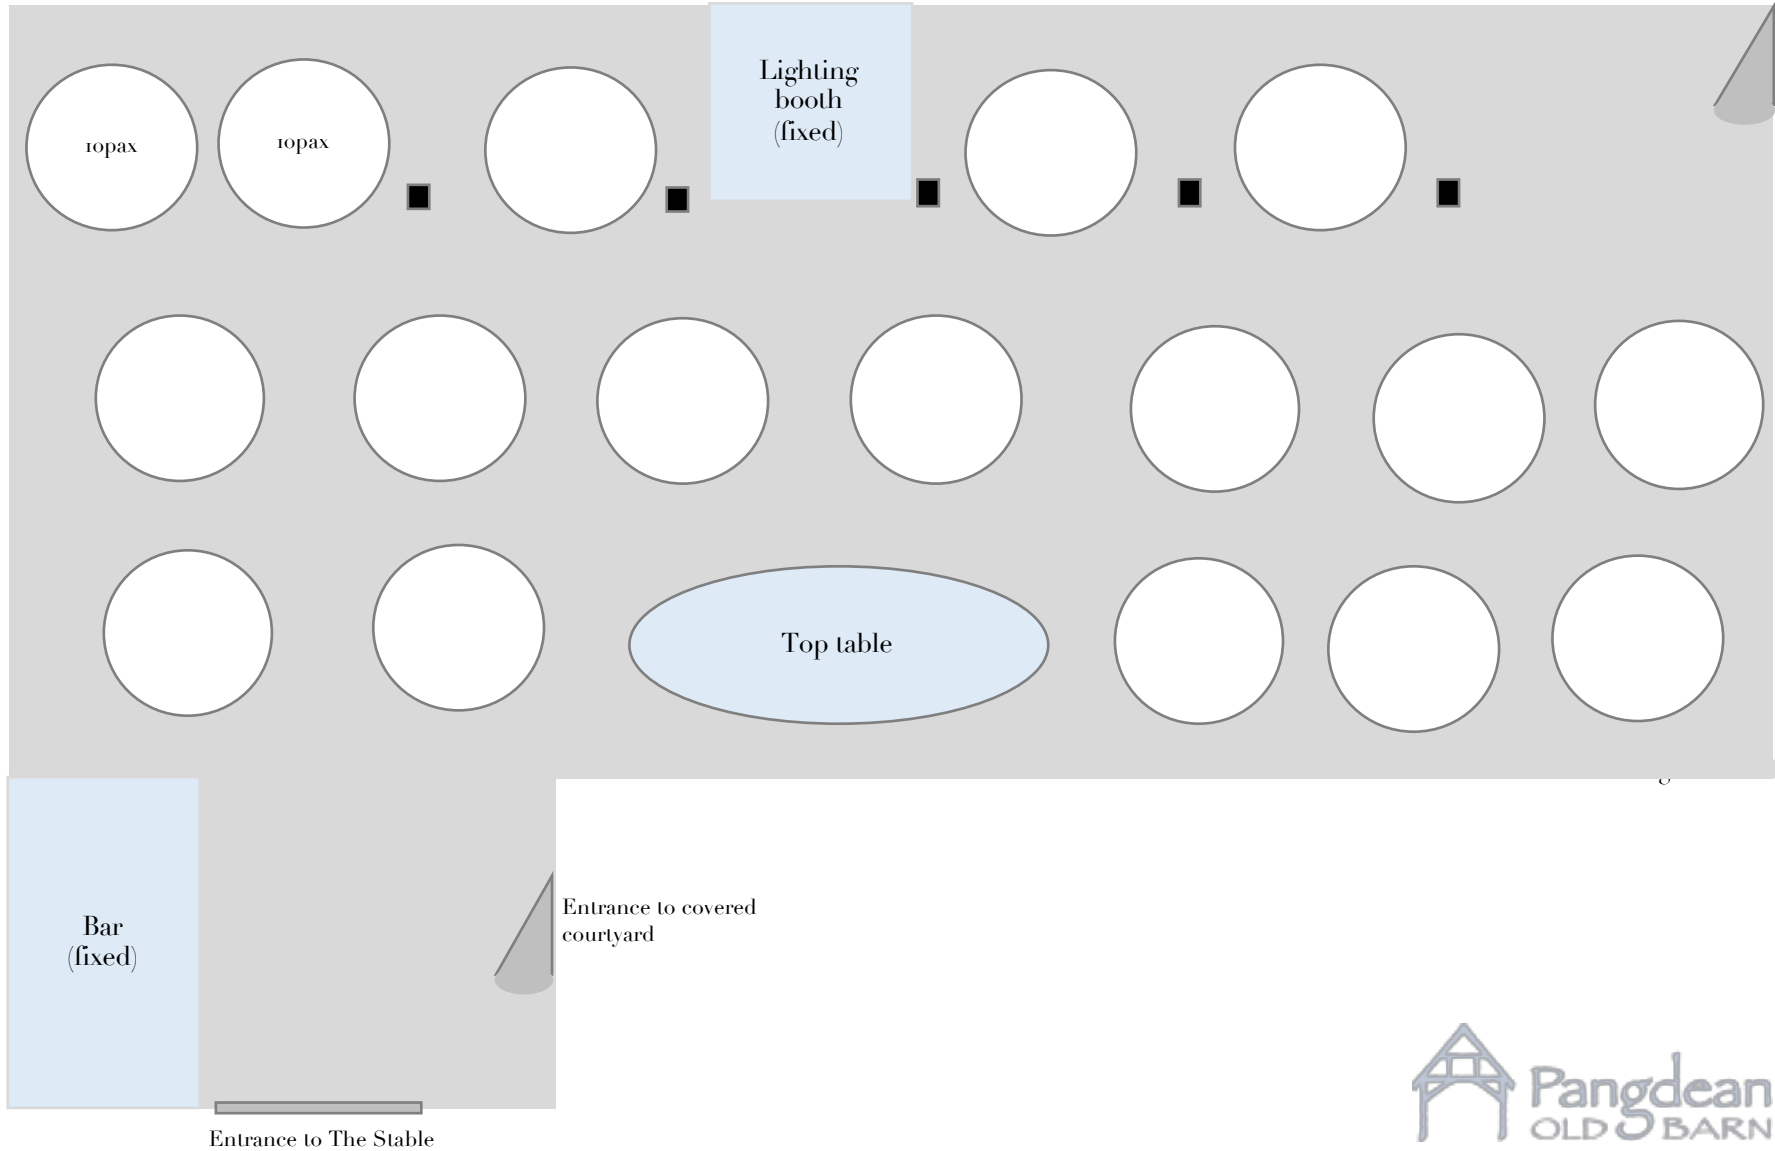 Lighting
booth
(fixed)
10pax
10pax
Top table
Bar
(fixed)
Entrance to covered
courtyard
Entrance to The Stable
Pangdean
OLD BARN